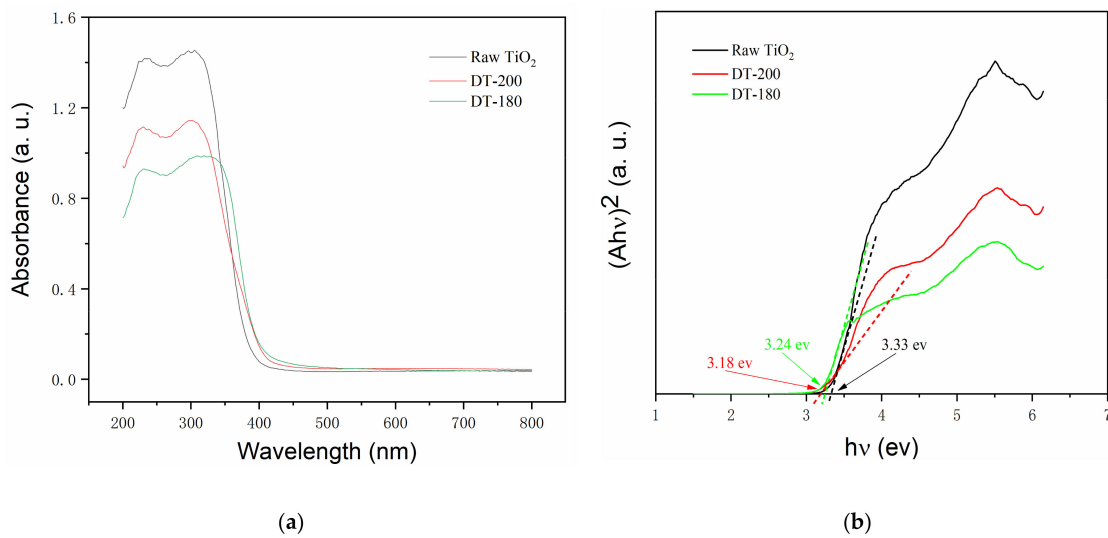 1.6
1.2
0.8
0.4
0.0
Absorbance (a. u.)
Raw TiO₂
DT-200
DT-180
200 300 400 500 600 700 800
Wavelength (nm)
(a)
(Ahν)² (a. u.)
Raw TiO₂
DT-200
DT-180
3.24 ev
3.18 ev
3.33 ev
1 2 3 4 5 6 7
hν (ev)
(b)